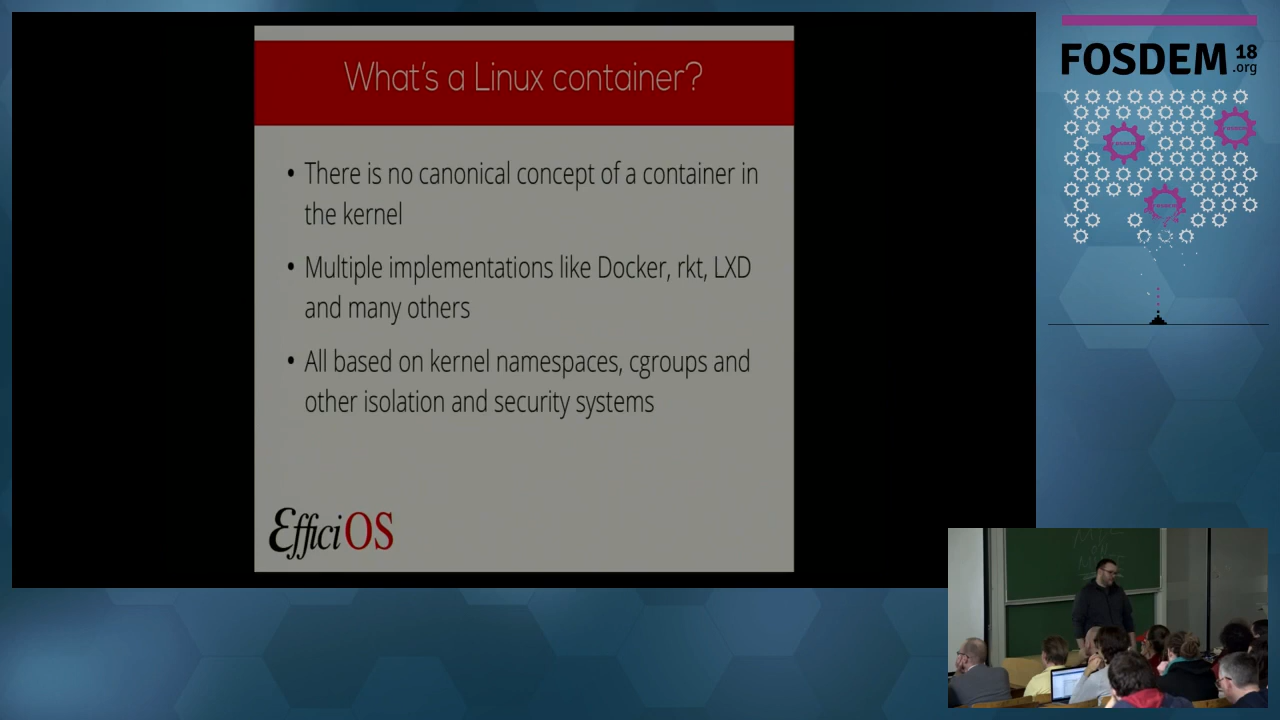 What's a Linux container?
• There is no canonical concept of a container in
the kernel
• Multiple implementations like Docker, rkt, LXD
and many others
• All based on kernel namespaces, cgroups and
other isolation and security systems
EfficiOS
FOSDEM 18
.org